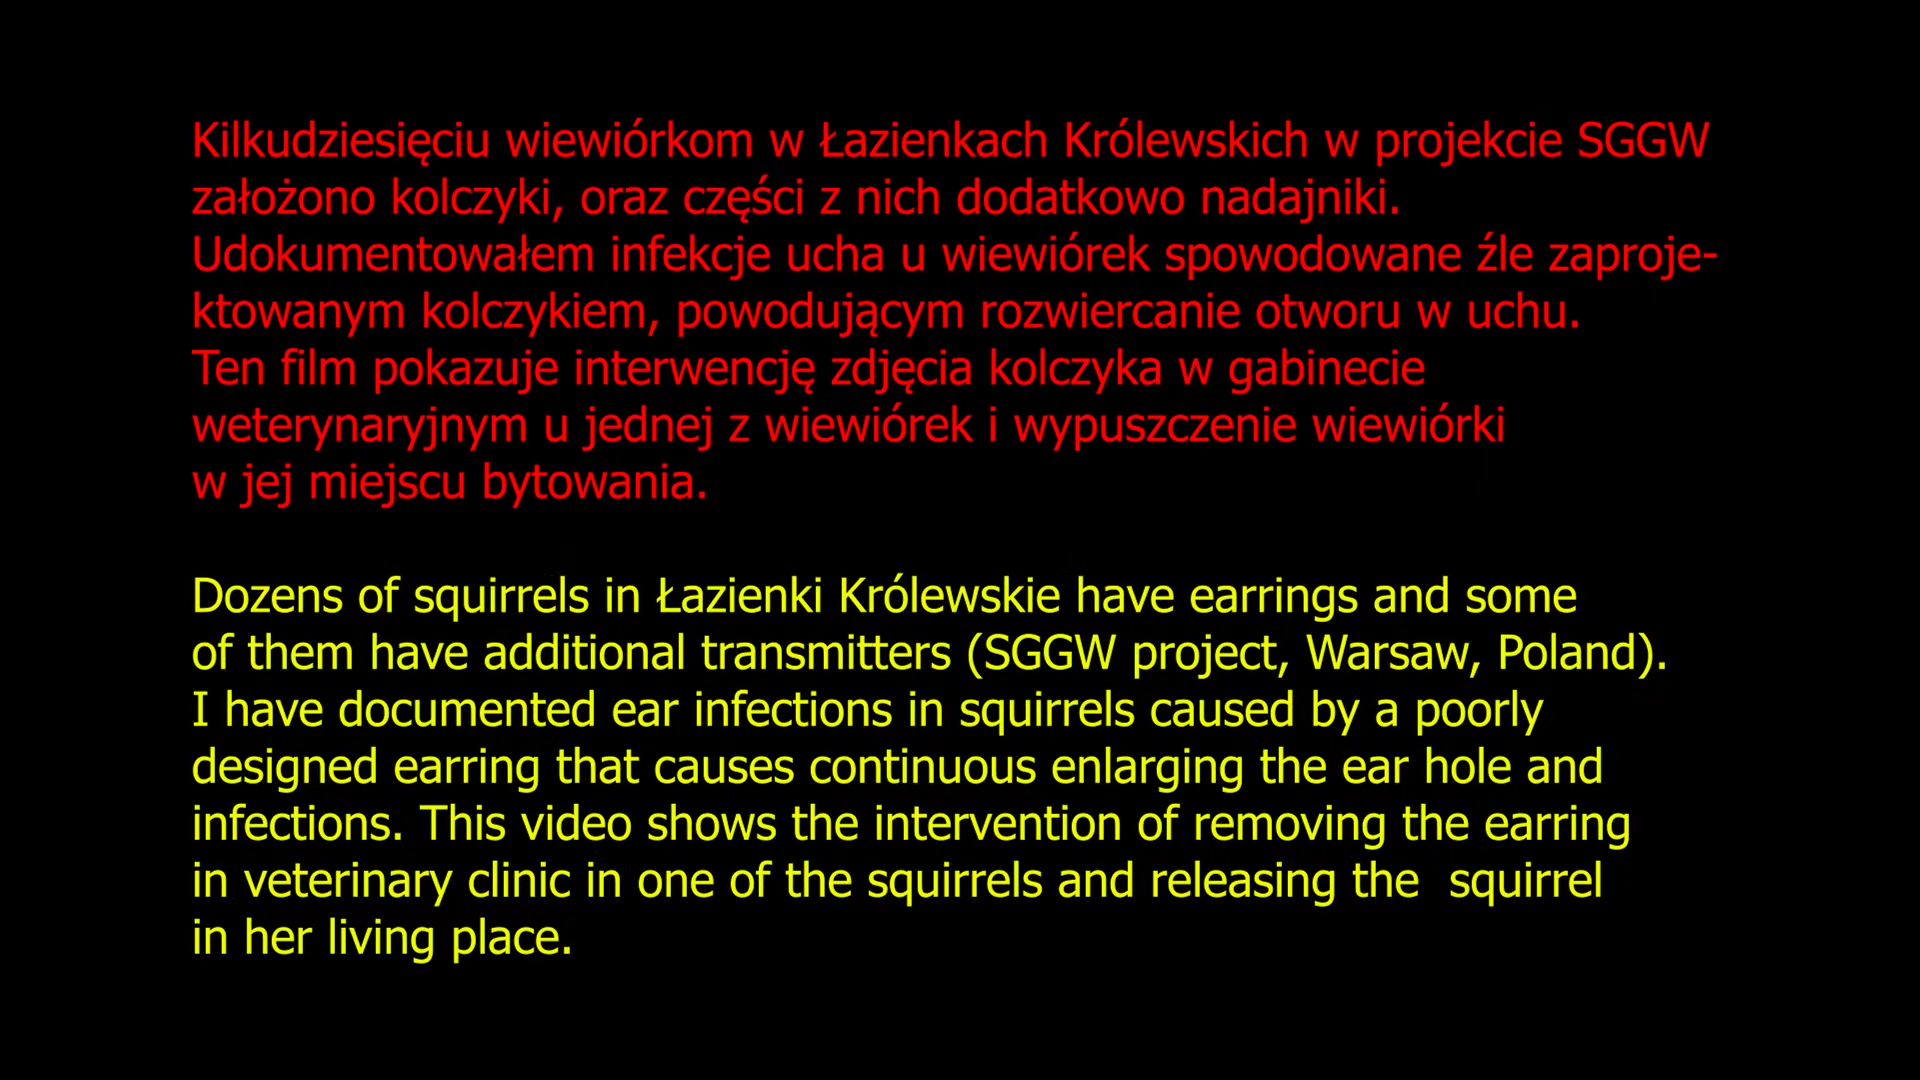 Kilkudziesięciu wiewiórkom w Łazienkach Królewskich w projekcie SGGW
założono kolczyki, oraz części z nich dodatkowo nadajniki.
Udokumentowałem infekcje ucha u wiewiórek spowodowane źle zaproje-
ktowanym kolczykiem, powodującym rozwiercanie otworu w uchu.
Ten film pokazuje interwencję zdjęcia kolczyka w gabinecie
weterynaryjnym u jednej z wiewiórek i wypuszczenie wiewiórki
w jej miejscu bytowania.
Dozens of squirrels in Łazienki Królewskie have earrings and some
of them have additional transmitters (SGGW project, Warsaw, Poland).
I have documented ear infections in squirrels caused by a poorly
designed earring that causes continuous enlarging the ear hole and
infections. This video shows the intervention of removing the earring
in veterinary clinic in one of the squirrels and releasing the  squirrel
in her living place.